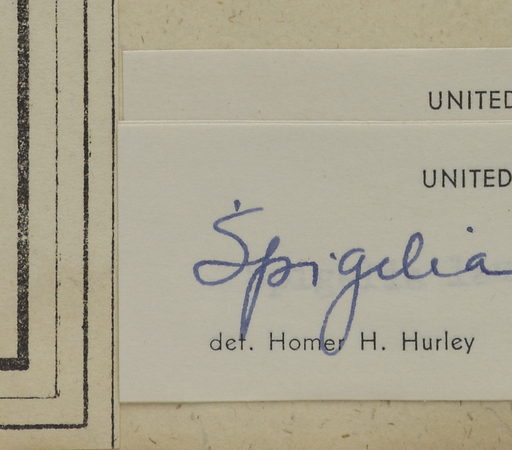 UNITED
UNITED
Spigelia
det. Homer H. Hurley